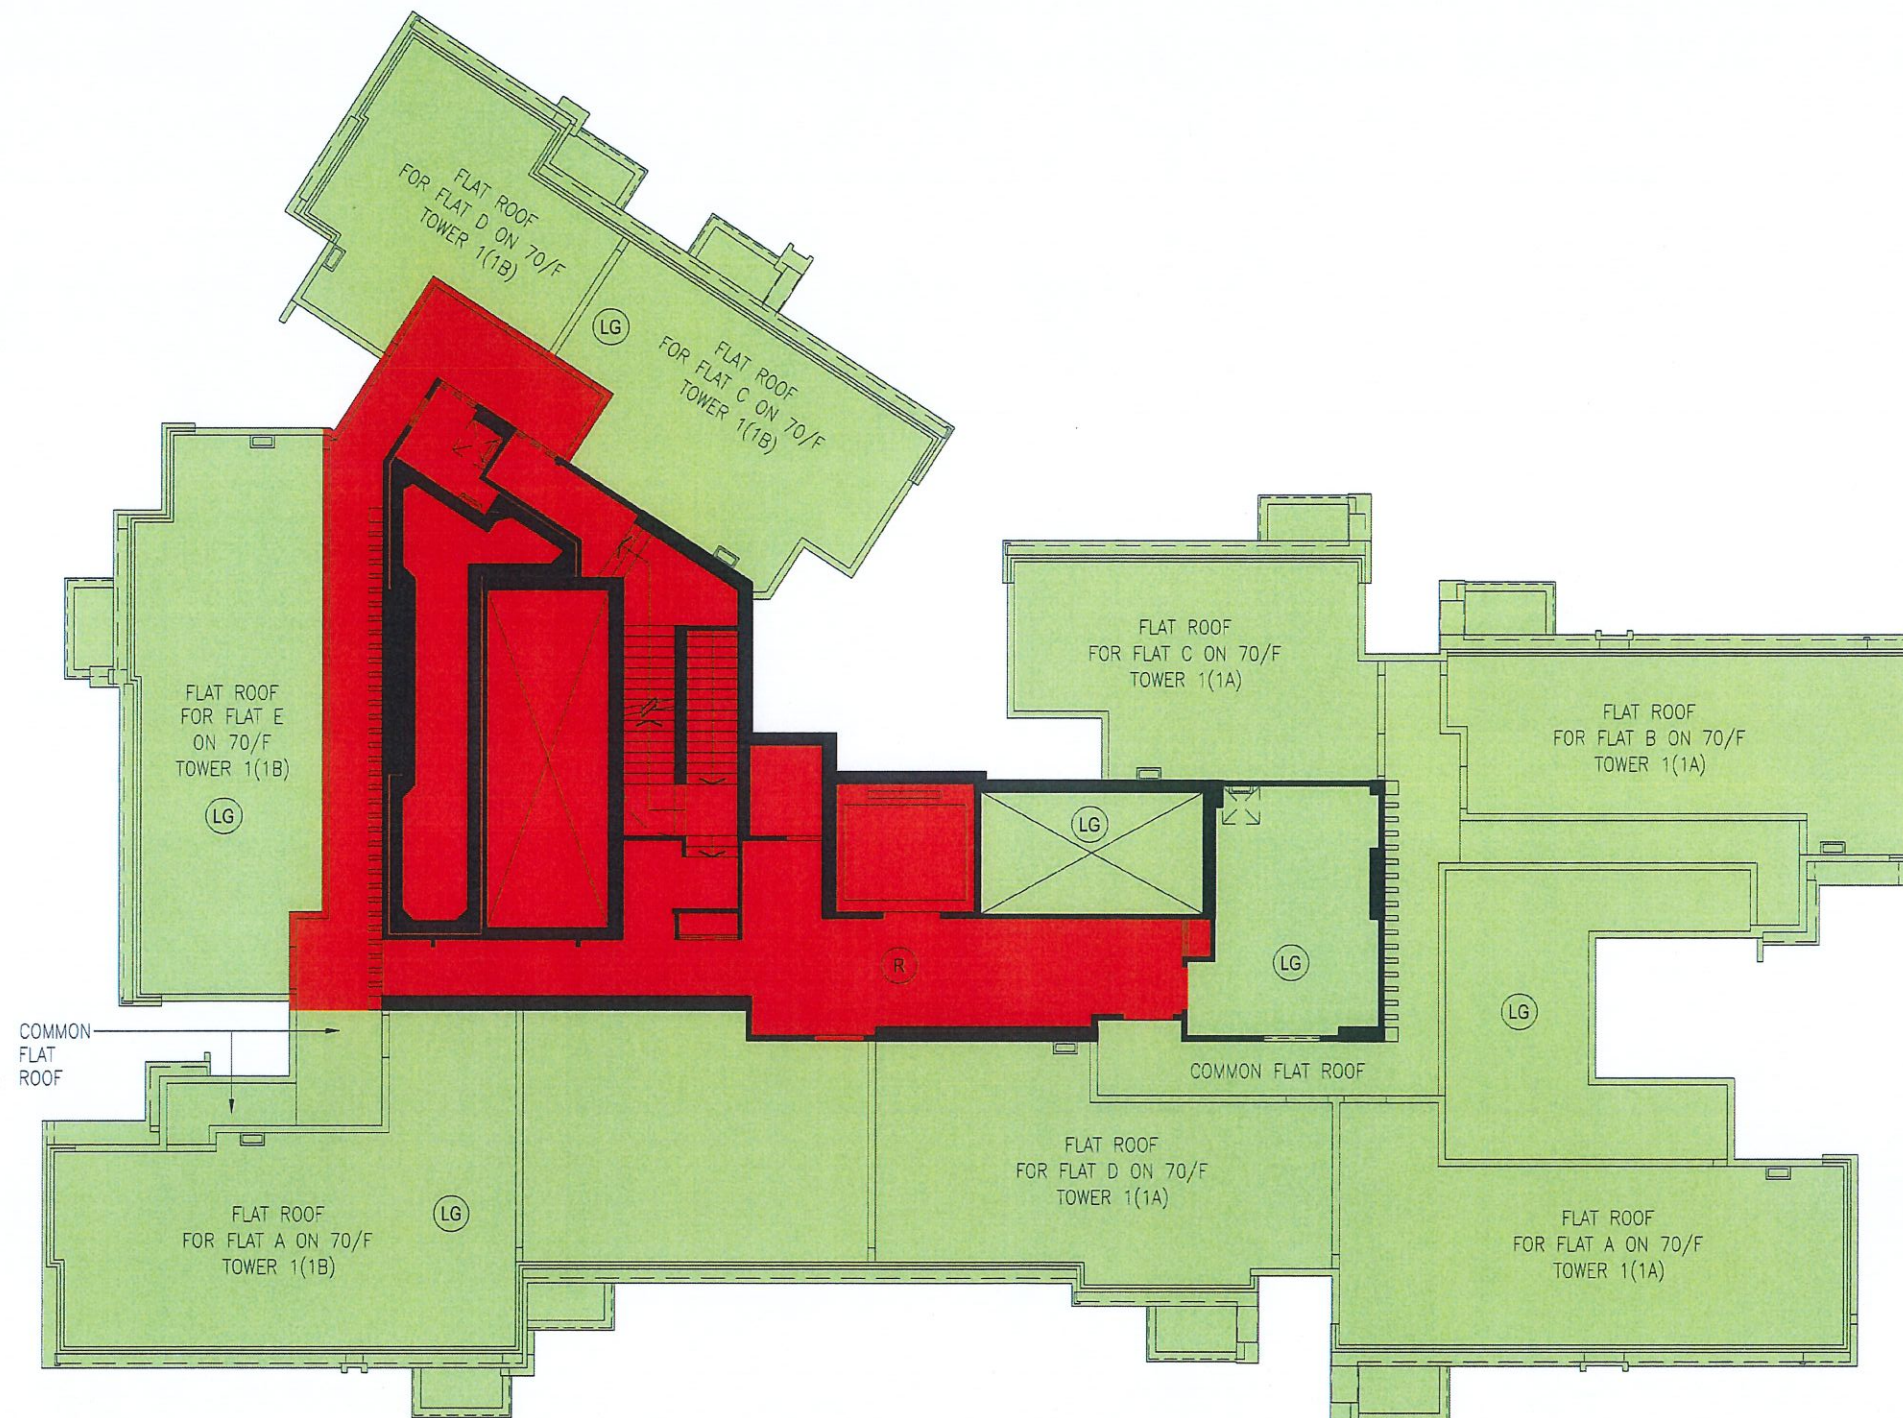 FLAT ROOF
FOR FLAT D ON 70/F
TOWER 1(1B)
LG
FLAT ROOF
FOR FLAT C ON 70/F
TOWER 1(1B)
FLAT ROOF
FOR FLAT E
ON 70/F
TOWER 1(1B)
LG
FLAT ROOF
FOR FLAT C ON 70/F
TOWER 1(1A)
FLAT ROOF
FOR FLAT B ON 70/F
TOWER 1(1A)
LG
R
LG
LG
COMMON
FLAT
ROOF
COMMON FLAT ROOF
FLAT ROOF
FOR FLAT A ON 70/F
TOWER 1(1B)
LG
FLAT ROOF
FOR FLAT D ON 70/F
TOWER 1(1A)
FLAT ROOF
FOR FLAT A ON 70/F
TOWER 1(1A)